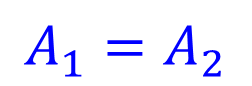 A₁ = A₂